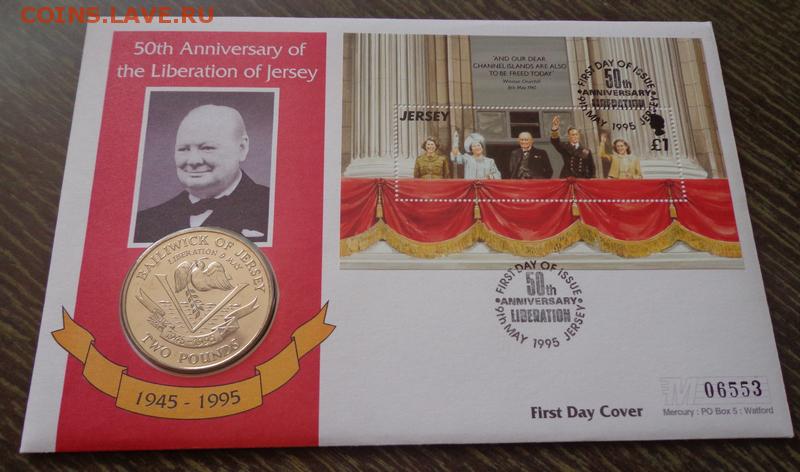 COINS.LAVE.RU
50th Anniversary of
the Liberation of Jersey
"AND OUR DEAR
CHANNEL ISLANDS ARE ALSO
TO BE FREED TODAY"
Winston Churchill
8th May 1945
JERSEY
£1
FIRST DAY OF ISSUE
50th
ANNIVERSARY
LIBERATION
9th MAY 1995 JERSEY
BAILIWICK OF JERSEY
LIBERATION 9 MAY
1945-1995
TWO POUNDS
1945 - 1995
FIRST DAY OF ISSUE
50th
ANNIVERSARY
LIBERATION
9th MAY 1995 JERSEY
First Day Cover
06553
Mercury : PO Box 5 : Watford